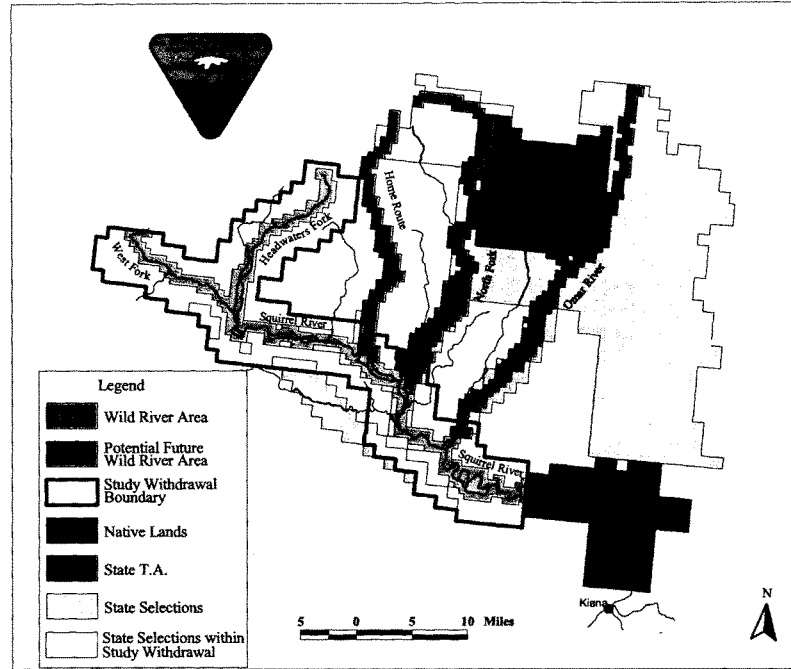 Home Route
Headwaters Fork
West Fork
North Fork
Omar River
Squirrel River
Squirrel River
Legend
Wild River Area
Potential Future
Wild River Area
Study Withdrawal
Boundary
Native Lands
State T.A.
State Selections
State Selections within
Study Withdrawal
5 0 5 10 Miles
Kiana
N